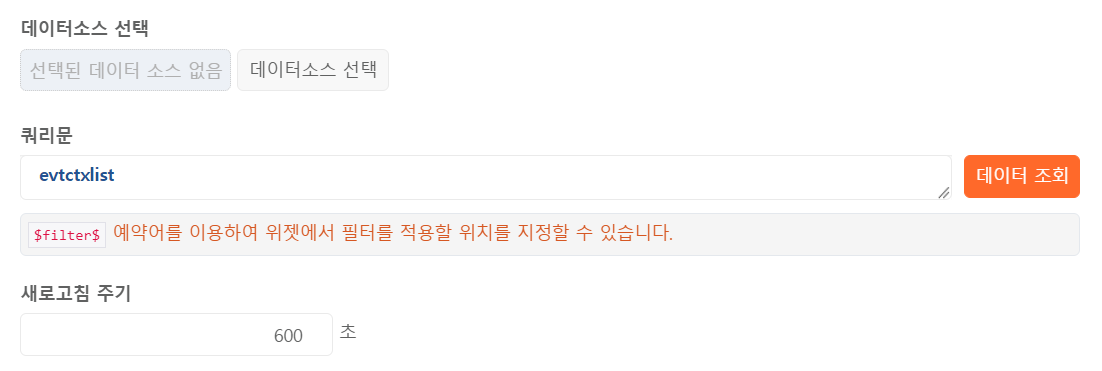 데이터소스 선택
선택된 데이터 소스 없음 데이터소스 선택
쿼리문
evtctxlist 데이터 조회
$filter$ 예약어를 이용하여 위젯에서 필터를 적용할 위치를 지정할 수 있습니다.
새로고침 주기
600 초